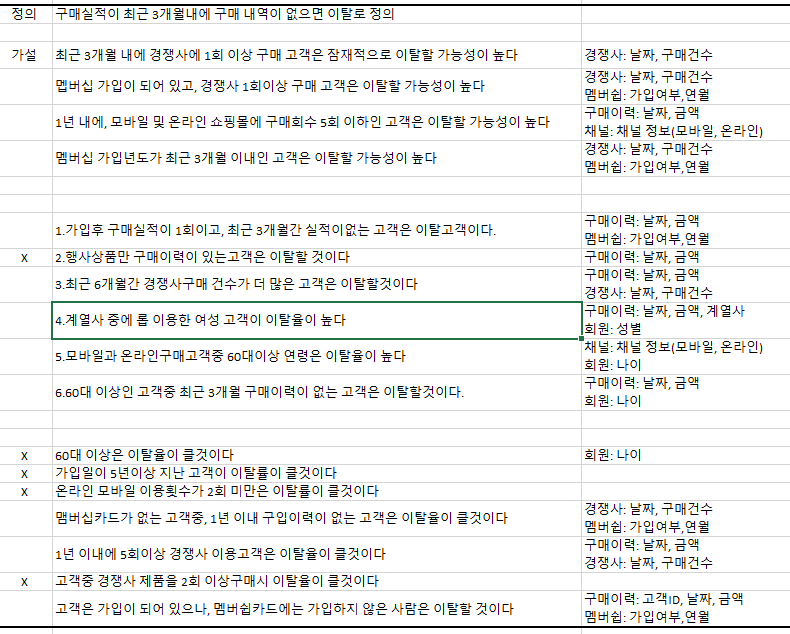 정의 구매실적이 최근 3개월내에 구매 내역이 없으면 이탈로 정의
가설 최근 3개월 내에 경쟁사에 1회 이상 구매 고객은 잠재적으로 이탈할 가능성이 높다 경쟁사: 날짜, 구매건수
멥버십 가입이 되어 있고, 경쟁사 1회이상 구매 고객은 이탈할 가능성이 높다
경쟁사: 날짜, 구매건수
멤버쉽: 가입여부,연월
1년 내에, 모바일 및 온라인 쇼핑몰에 구매회수 5회 이하인 고객은 이탈할 가능성이 높다
구매이력: 날짜, 금액
채널: 채널 정보(모바일, 온라인)
멤버십 가입년도가 최근 3개월 이내인 고객은 이탈할 가능성이 높다
경쟁사: 날짜, 구매건수
멤버쉽: 가입여부,연월
1.가입후 구매실적이 1회이고, 최근 3개월간 실적이없는 고객은 이탈고객이다.
구매이력: 날짜, 금액
멤버쉽: 가입여부,연월
X 2.행사상품만 구매이력이 있는고객은 이탈할 것이다 구매이력: 날짜, 금액
3.최근 6개월간 경쟁사구매 건수가 더 많은 고객은 이탈할것이다
구매이력: 날짜, 금액
경쟁사: 날짜, 구매건수
4.계열사 중에 롭 이용한 여성 고객이 이탈율이 높다
구매이력: 날짜, 금액, 계열사
회원: 성별
5.모바일과 온라인구매고객중 60대이상 연령은 이탈율이 높다
채널: 채널 정보(모바일, 온라인)
회원: 나이
6.60대 이상인 고객중 최근 3개월 구매이력이 없는 고객은 이탈할것이다.
구매이력: 날짜, 금액
회원: 나이
X 60대 이상은 이탈율이 클것이다 회원: 나이
X 가입일이 5년이상 지난 고객이 이탈률이 클것이다
X 온라인 모바일 이용횟수가 2회 미만은 이탈률이 클것이다
맴버십카드가 없는 고객중, 1년 이내 구입이력이 없는 고객은 이탈율이 클것이다
경쟁사: 날짜, 구매건수
멤버쉽: 가입여부,연월
1년 이내에 5회이상 경쟁사 이용고객은 이탈율이 클것이다
구매이력: 날짜, 금액
경쟁사: 날짜, 구매건수
X 고객중 경쟁사 제품을 2회 이상구매시 이탈율이 클것이다
고객은 가입이 되어 있으나, 멤버쉽카드에는 가입하지 않은 사람은 이탈할 것이다
구매이력: 고객ID, 날짜, 금액
멤버쉽: 가입여부,연월